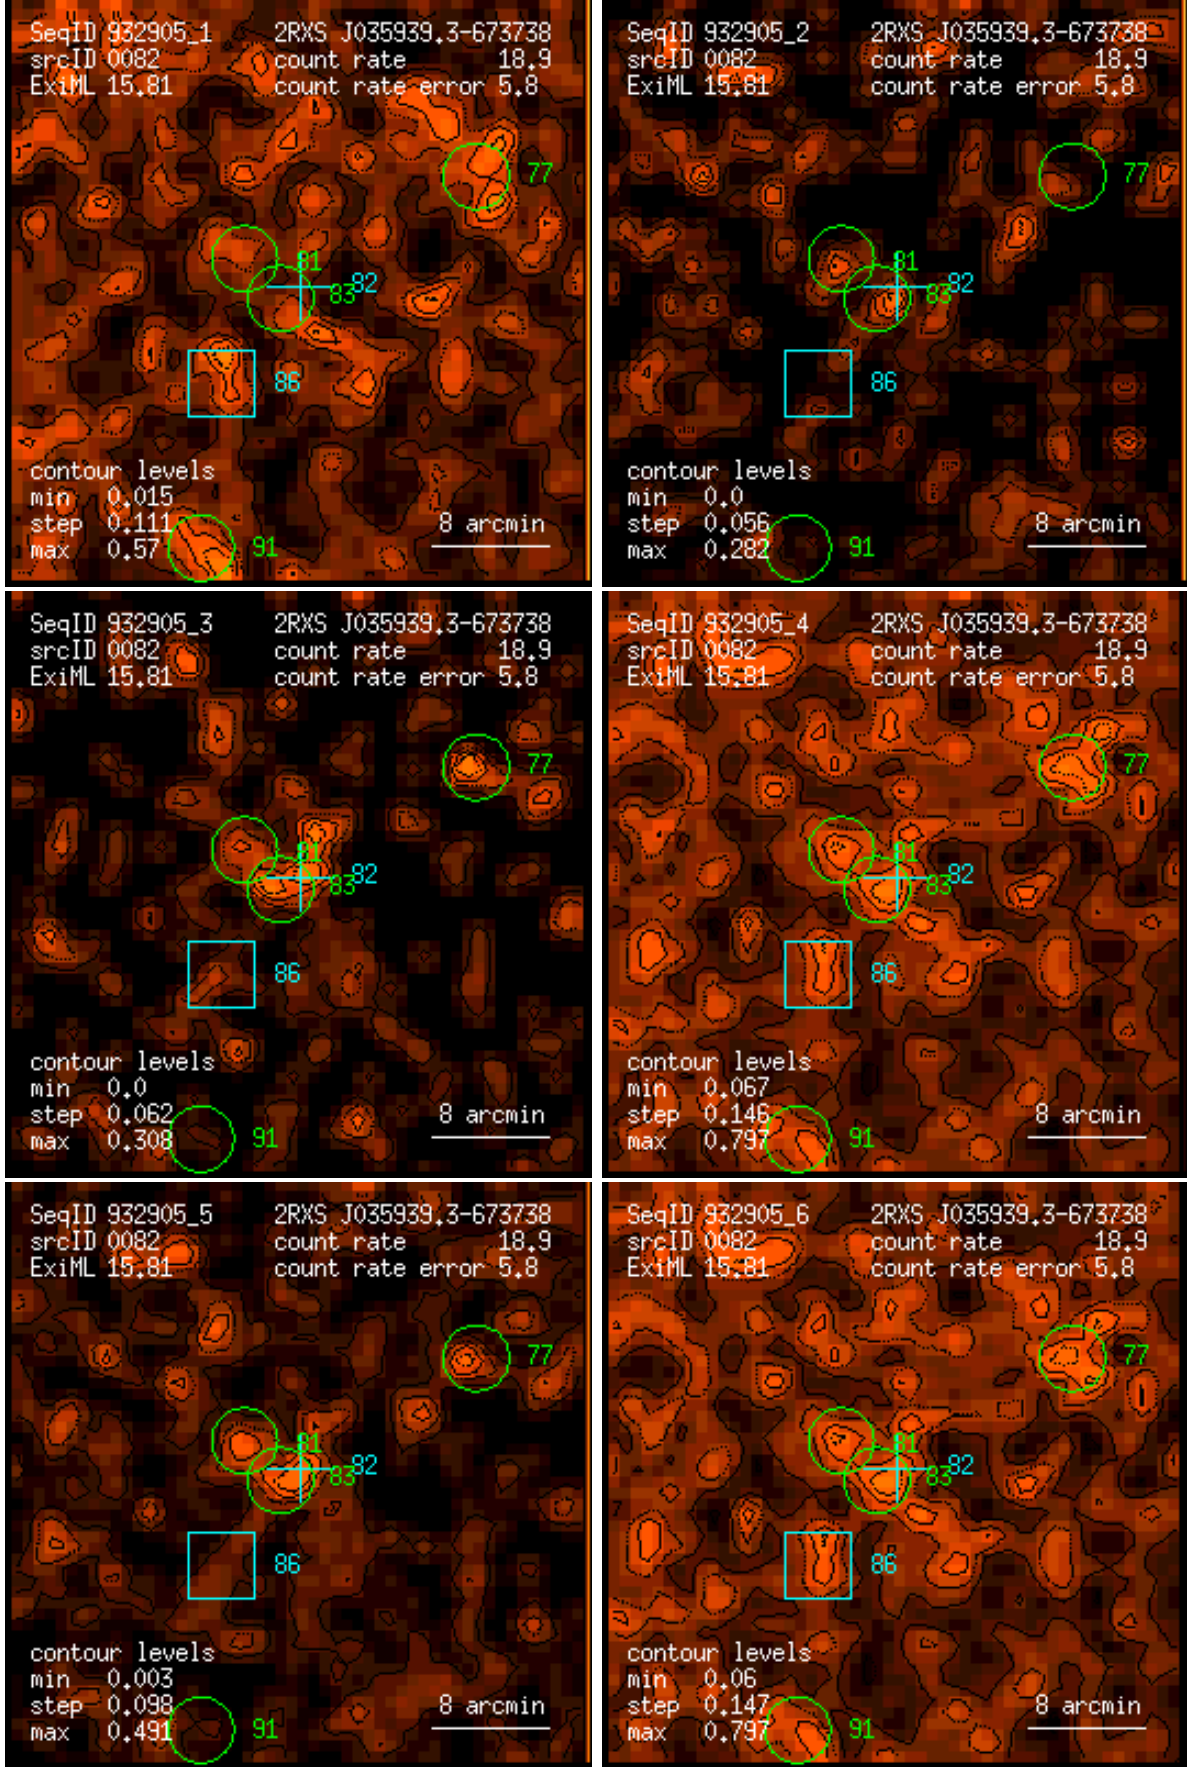 SeqID 932905_1 2RXS J035939.3-673738
srcID 0082 count rate 18.9
ExiML 15.81 count rate error 5.8
77
81
83 82
86
contour levels
min 0.015
step 0.111 8 arcmin
max 0.57 91
SeqID 932905_2 2RXS J035939.3-673738
srcID 0082 count rate 18.9
ExiML 15.81 count rate error 5.8
77
81
83 82
86
contour levels
min 0.0
step 0.056 8 arcmin
max 0.282 91
SeqID 932905_3 2RXS J035939.3-673738
srcID 0082 count rate 18.9
ExiML 15.81 count rate error 5.8
77
81
83 82
86
contour levels
min 0.0
step 0.062 8 arcmin
max 0.308 91
SeqID 932905_4 2RXS J035939.3-673738
srcID 0082 count rate 18.9
ExiML 15.81 count rate error 5.8
77
81
83 82
86
contour levels
min 0.067
step 0.146 8 arcmin
max 0.797 91
SeqID 932905_5 2RXS J035939.3-673738
srcID 0082 count rate 18.9
ExiML 15.81 count rate error 5.8
77
81
83 82
86
contour levels
min 0.003
step 0.098 8 arcmin
max 0.491 91
SeqID 932905_6 2RXS J035939.3-673738
srcID 0082 count rate 18.9
ExiML 15.81 count rate error 5.8
77
81
83 82
86
contour levels
min 0.06
step 0.147 8 arcmin
max 0.797 91